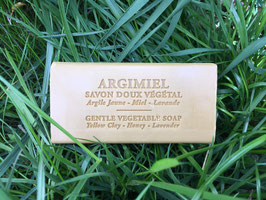 ARGIMIEL
SAVON DOUX VÉGÉTAL
Argile Jaune - Miel - Lavande
GENTLE VEGETABLE SOAP
Yellow Clay - Honey - Lavender